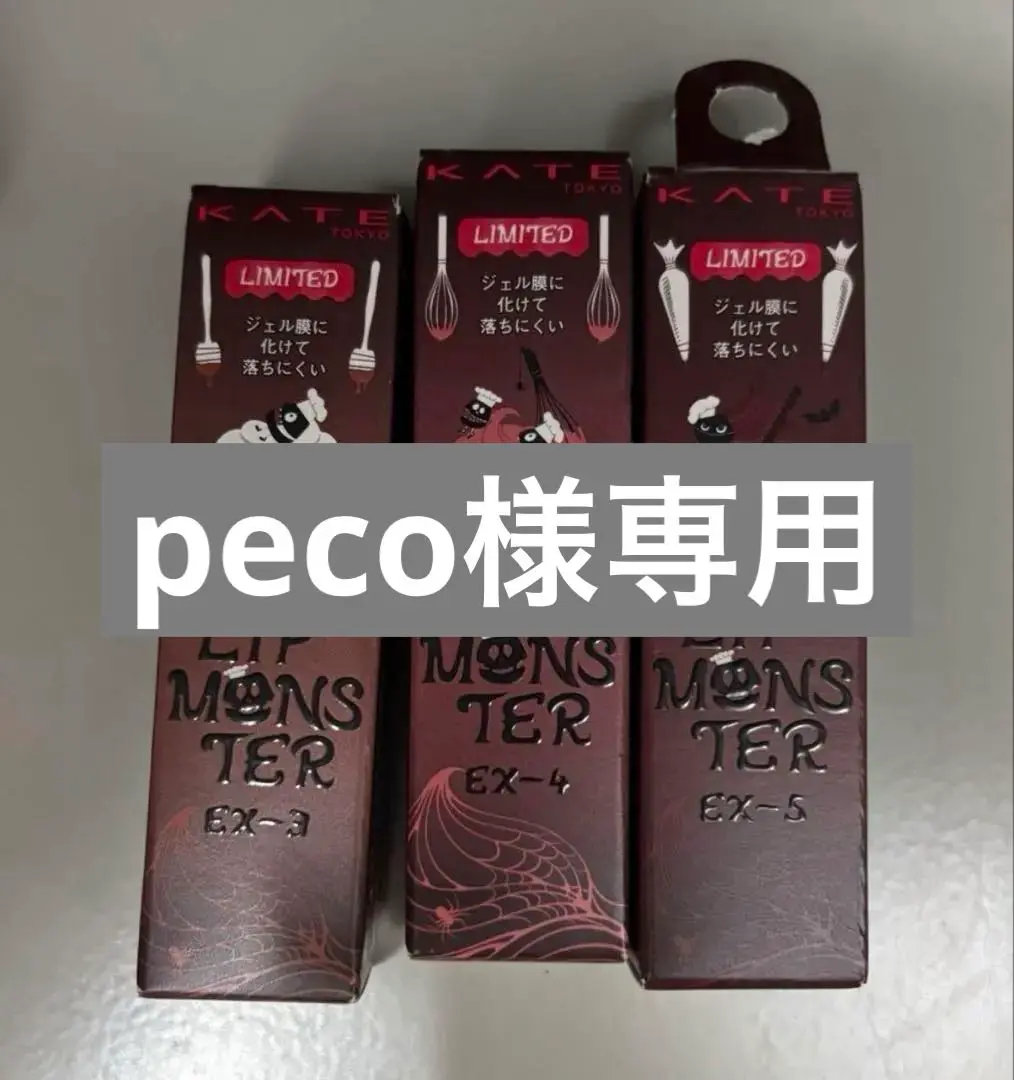 KATE
TOKYO
LIMITED
ジェル膜に
化けて
落ちにくい
LIP
MONS
TER
EX-3
KATE
TOKYO
LIMITED
ジェル膜に
化けて
落ちにくい
MONS
TER
EX-4
KATE
TOKYO
LIMITED
ジェル膜に
化けて
落ちにくい
LIP
MONS
TER
EX-5
peco様専用